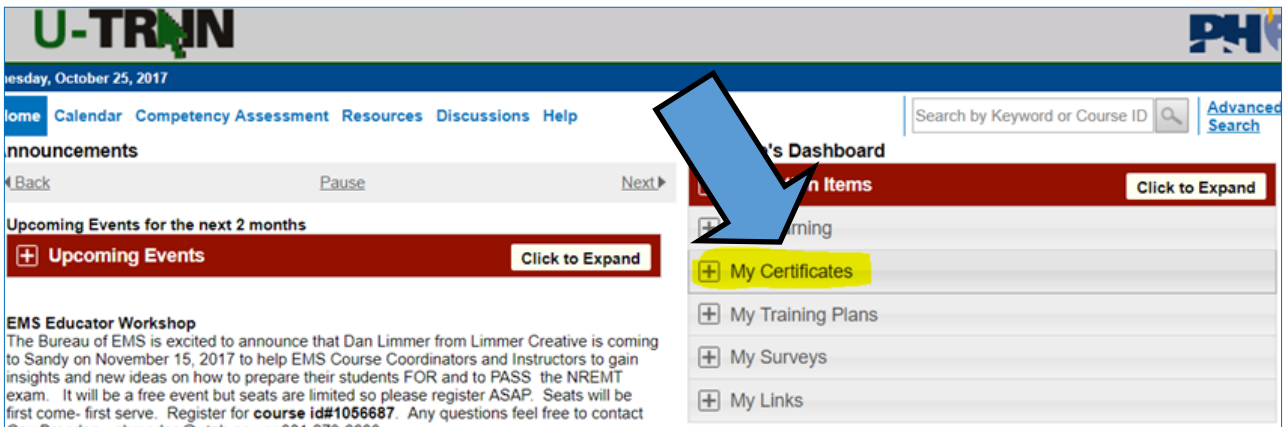 U-TRAIN
PH
nesday, October 25, 2017
Home Calendar Competency Assessment Resources Discussions Help
Search by Keyword or Course ID
Advanced
Search
nnouncements
Back Pause Next
Upcoming Events for the next 2 months
Upcoming Events Click to Expand
EMS Educator Workshop
The Bureau of EMS is excited to announce that Dan Limmer from Limmer Creative is coming
to Sandy on November 15, 2017 to help EMS Course Coordinators and Instructors to gain
insights and new ideas on how to prepare their students FOR and to PASS the NREMT
exam. It will be a free event but seats are limited so please register ASAP. Seats will be
first come- first serve. Register for course id#1056687. Any questions feel free to contact
's Dashboard
n Items Click to Expand
rning
My Certificates
My Training Plans
My Surveys
My Links